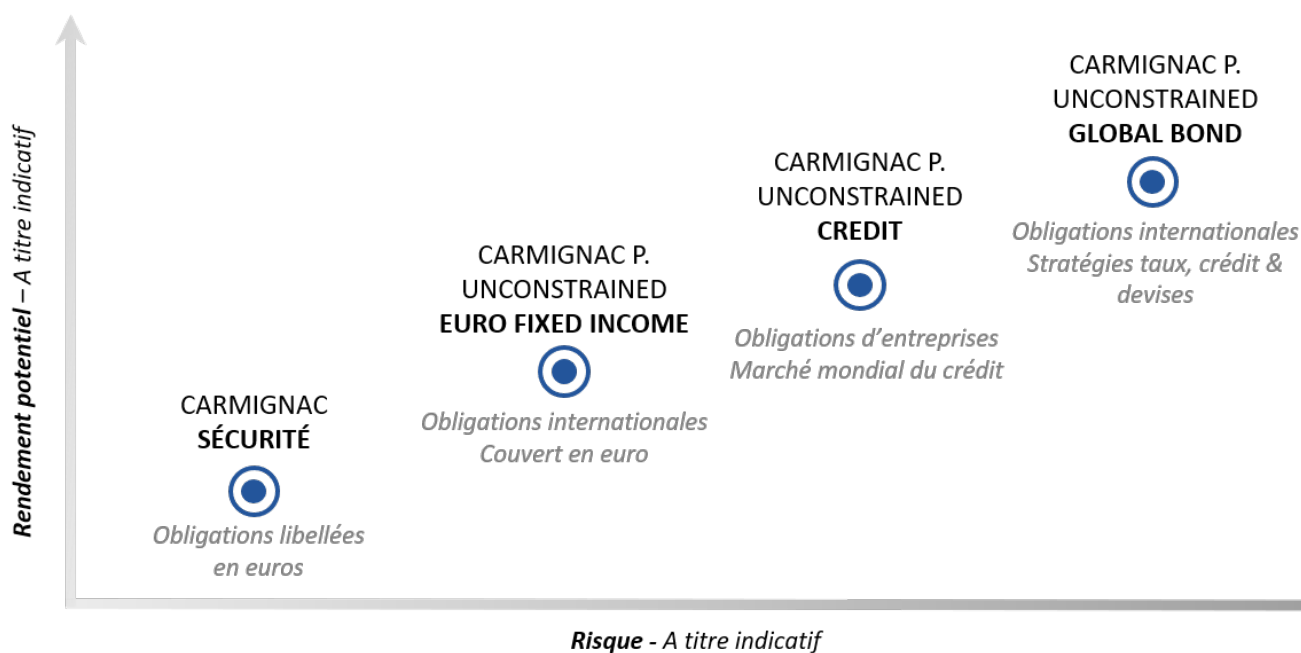 CARMIGNAC P.
UNCONSTRAINED
GLOBAL BOND
Obligations internationales
Stratégies taux, crédit &
devises
CARMIGNAC P.
UNCONSTRAINED
CREDIT
Obligations d’entreprises
Marché mondial du crédit
CARMIGNAC P.
UNCONSTRAINED
EURO FIXED INCOME
Obligations internationales
Couvert en euro
CARMIGNAC
SÉCURITÉ
Obligations libellées
en euros
Rendement potentiel – A titre indicatif
Risque - A titre indicatif